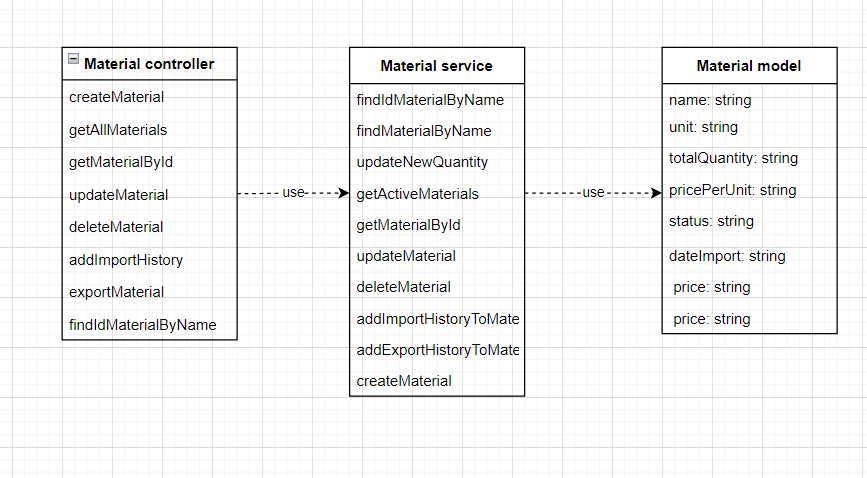 Material controller
createMaterial
getAllMaterials
getMaterialById
updateMaterial
deleteMaterial
addImportHistory
exportMaterial
findIdMaterialByName
use
Material service
findIdMaterialByName
findMaterialByName
updateNewQuantity
getActiveMaterials
getMaterialById
updateMaterial
deleteMaterial
addImportHistoryToMate
addExportHistoryToMate
createMaterial
use
Material model
name: string
unit: string
totalQuantity: string
pricePerUnit: string
status: string
dateImport: string
price: string
price: string